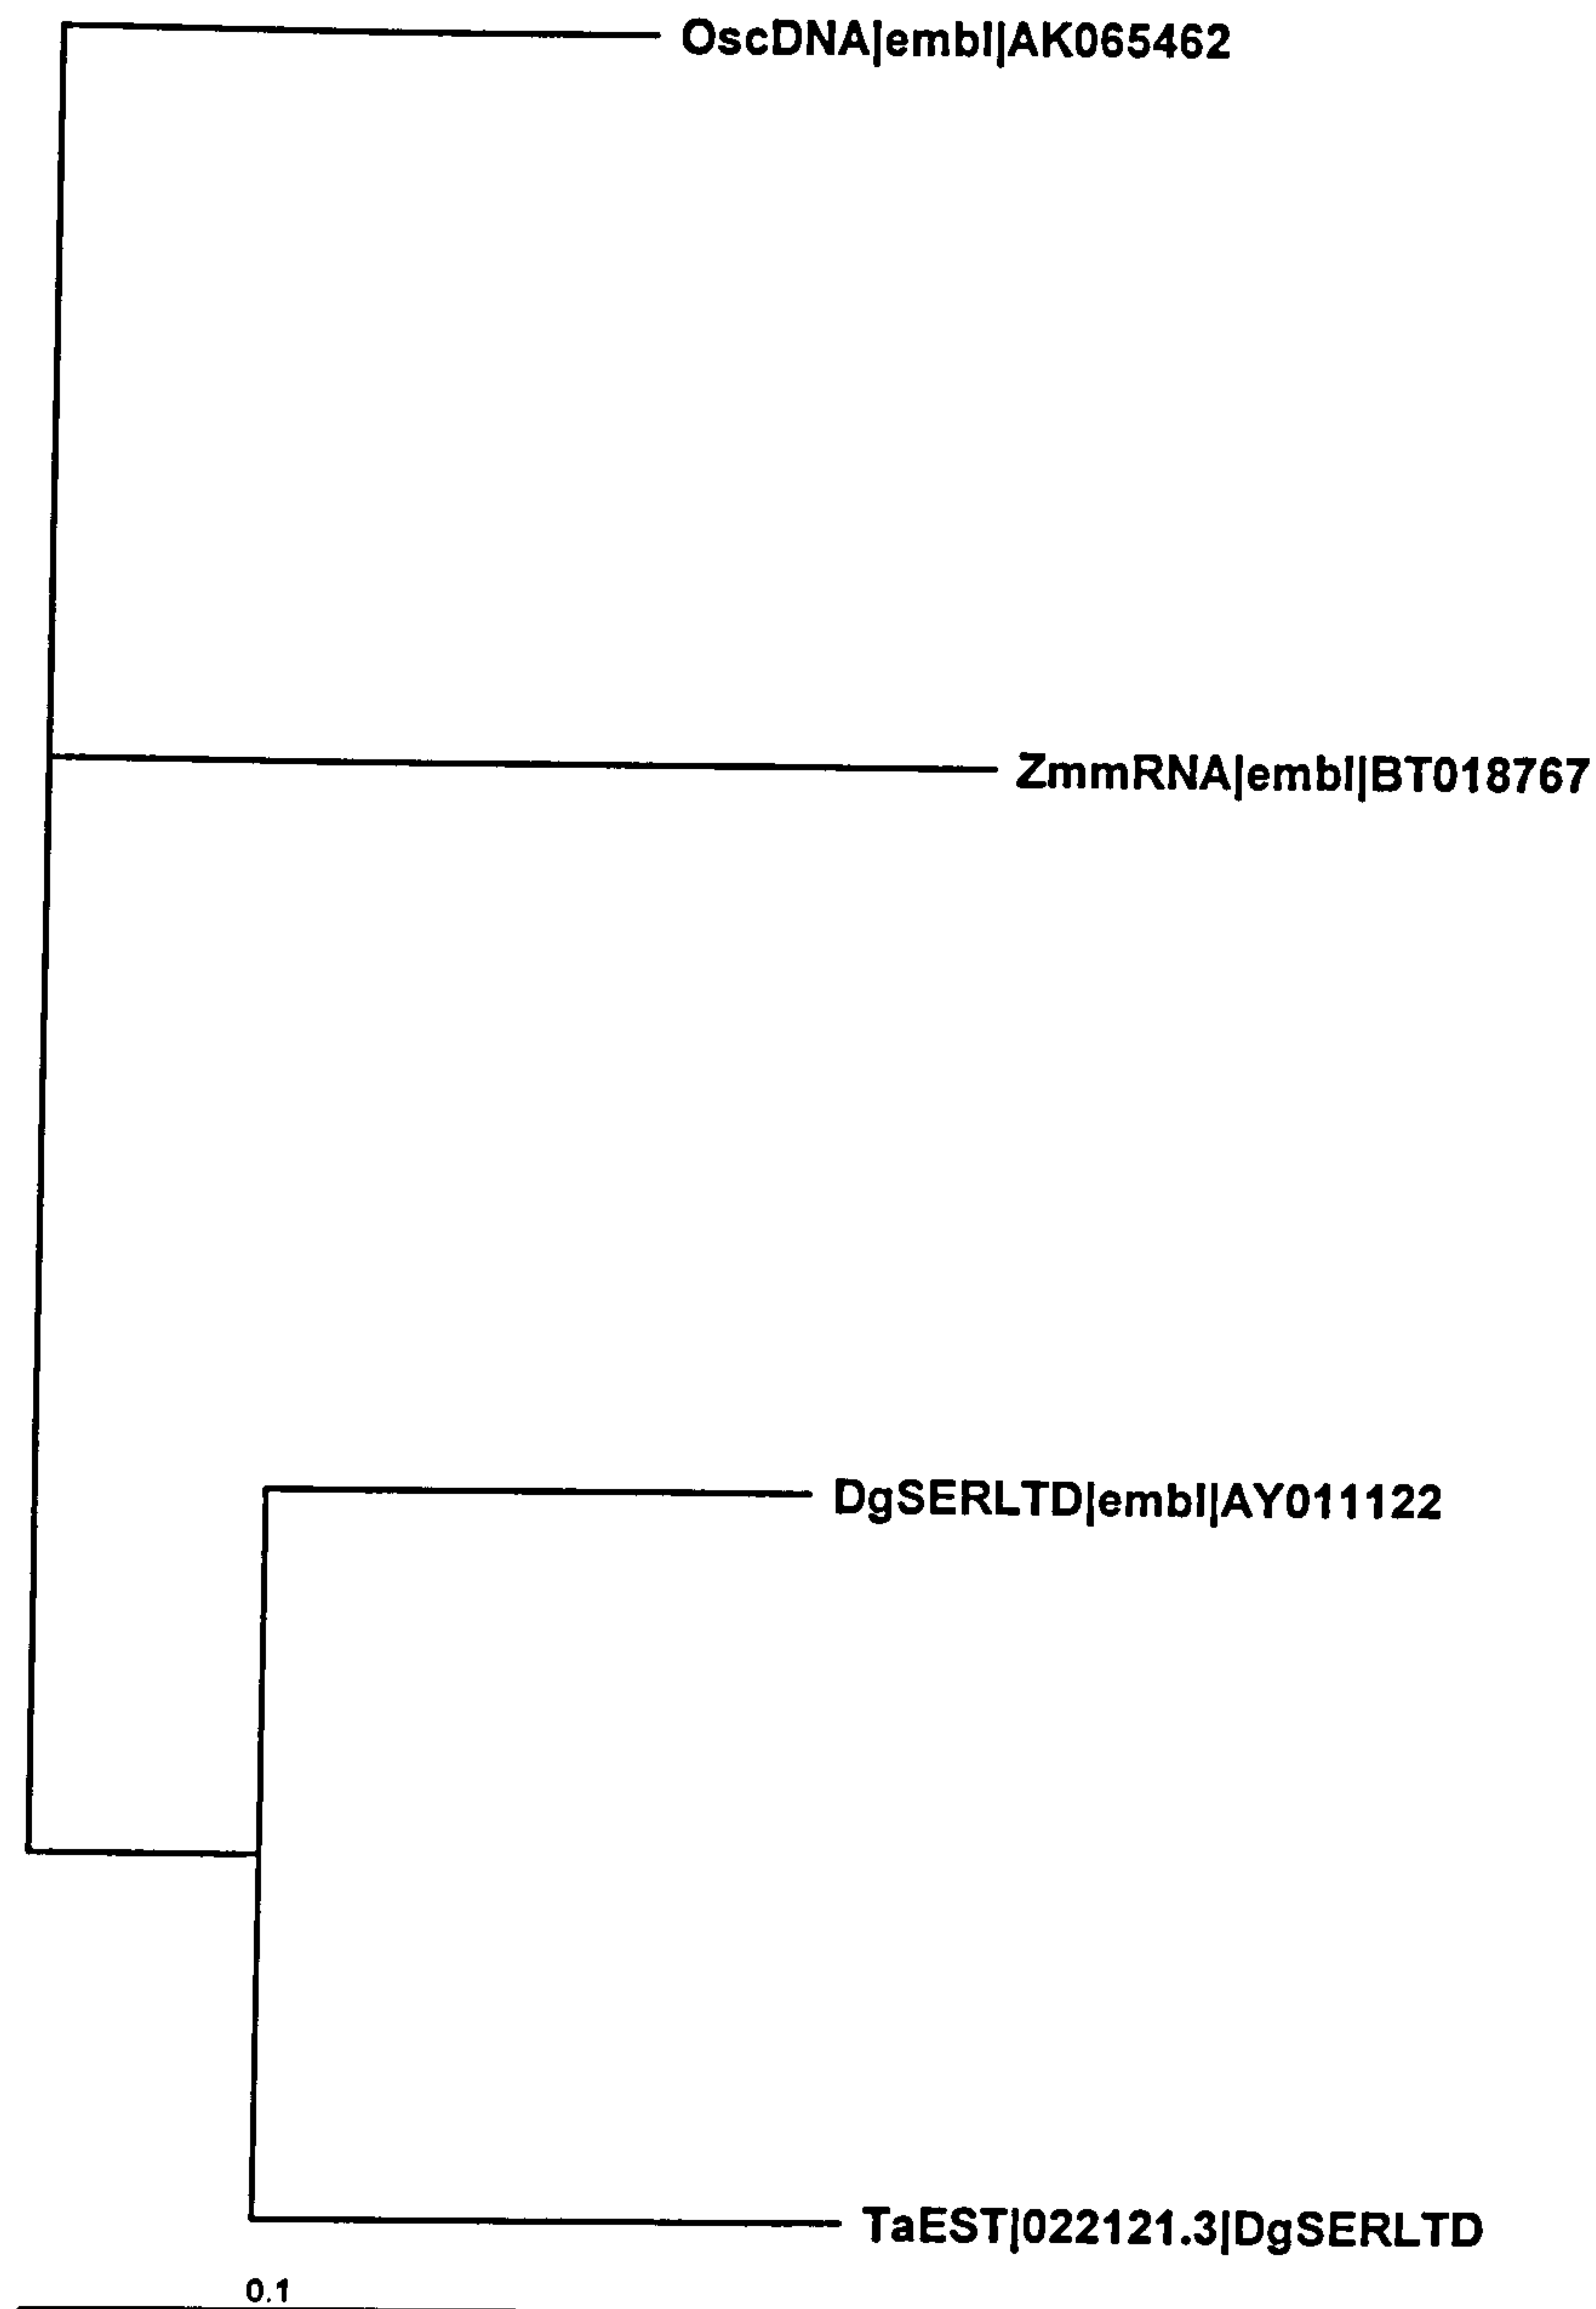 OscDNA|embl|AK065462
ZmmRNA|embl|BT018767
DgSERLTD|embl|AY011122
TaEST|022121.3|DgSERLTD
0.1